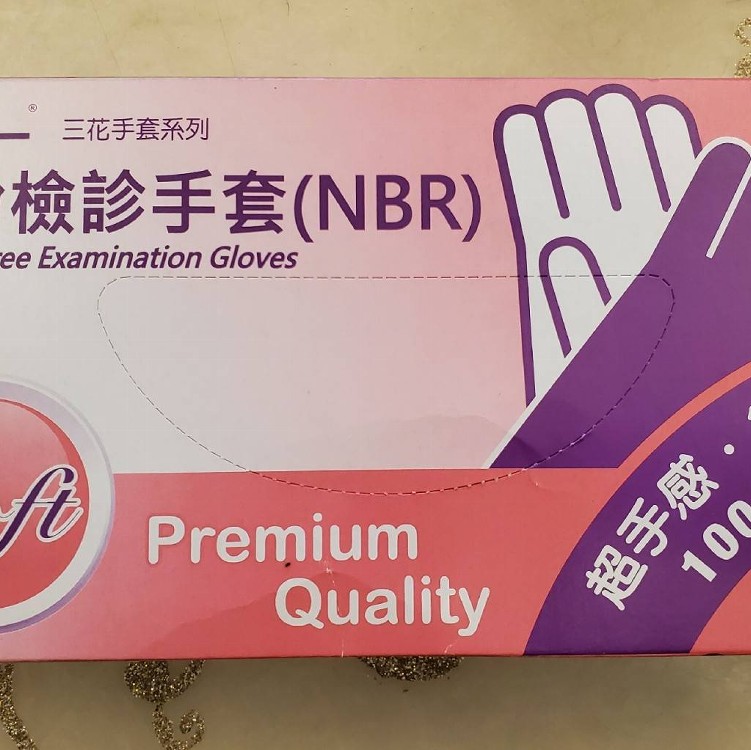 ® 三花手套系列
檢診手套(NBR)
ree Examination Gloves
ft
Premium
Quality
超手感·
100